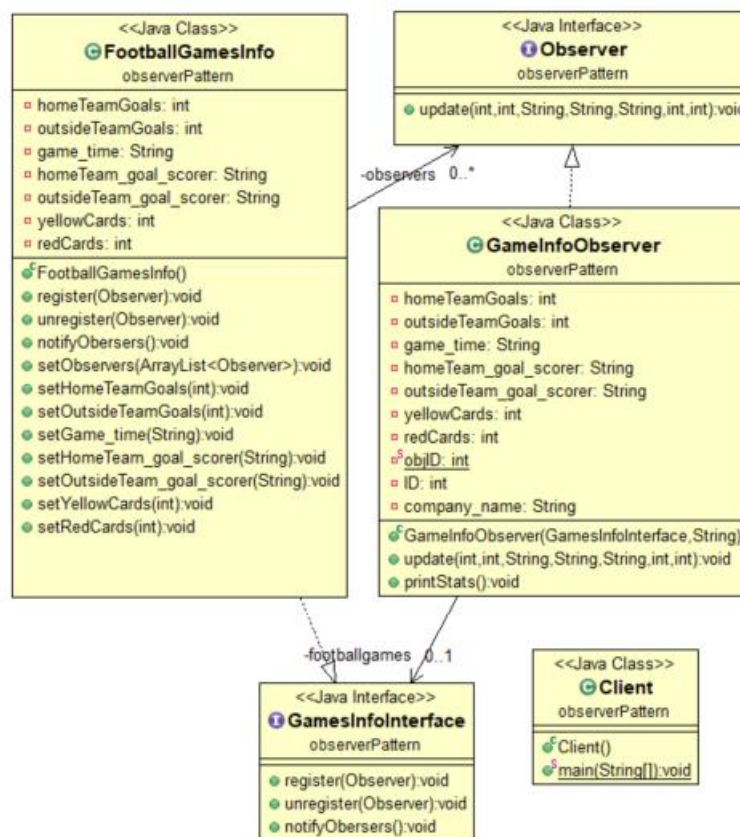 <<Java Class>>
FootballGamesInfo
observerPattern
homeTeamGoals: int
outsideTeamGoals: int
game_time: String
homeTeam_goal_scorer: String
outsideTeam_goal_scorer: String
yellowCards: int
redCards: int
FootballGamesInfo()
register(Observer):void
unregister(Observer):void
notifyObersers():void
setObservers(ArrayList<Observer>):void
setHomeTeamGoals(int):void
setOutsideTeamGoals(int):void
setGame_time(String):void
setHomeTeam_goal_scorer(String):void
setOutsideTeam_goal_scorer(String):void
setYellowCards(int):void
setRedCards(int):void
<<Java Interface>>
Observer
observerPattern
update(int,int,String,String,String,int,int):void
-observers 0..*
<<Java Class>>
GameInfoObserver
observerPattern
homeTeamGoals: int
outsideTeamGoals: int
game_time: String
homeTeam_goal_scorer: String
outsideTeam_goal_scorer: String
yellowCards: int
redCards: int
objID: int
ID: int
company_name: String
GameInfoObserver(GamesInfoInterface,String)
update(int,int,String,String,String,int,int):void
printStats():void
-footballgames 0..1
<<Java Interface>>
GamesInfoInterface
observerPattern
register(Observer):void
unregister(Observer):void
notifyObersers():void
<<Java Class>>
Client
observerPattern
Client()
main(String[]):void